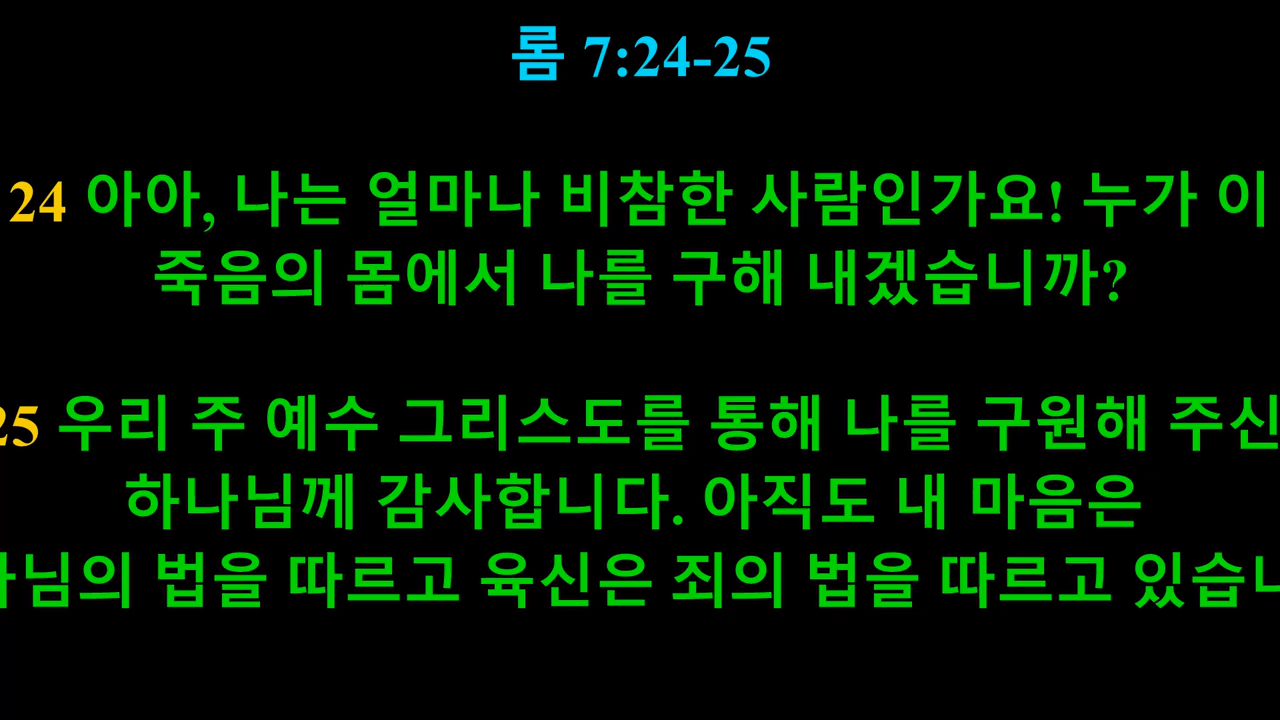 롬 7:24-25
24 아아, 나는 얼마나 비참한 사람인가요! 누가 이
죽음의 몸에서 나를 구해 내겠습니까?
25 우리 주 예수 그리스도를 통해 나를 구원해 주신
하나님께 감사합니다. 아직도 내 마음은
나님의 법을 따르고 육신은 죄의 법을 따르고 있습니